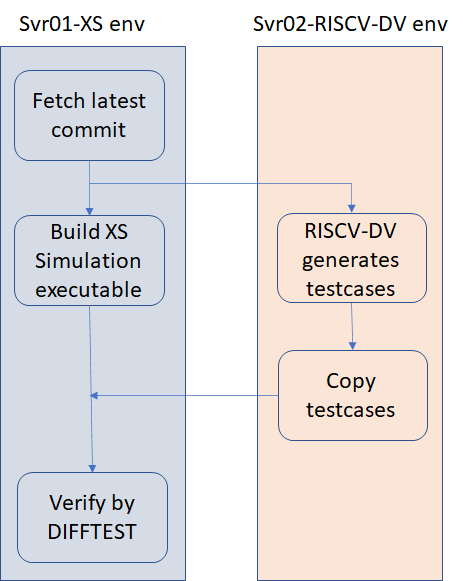 Svr01-XS env
Svr02-RISCV-DV env
Fetch latest
commit
Build XS
Simulation
executable
RISCV-DV
generates
testcases
Copy
testcases
Verify by
DIFFTEST